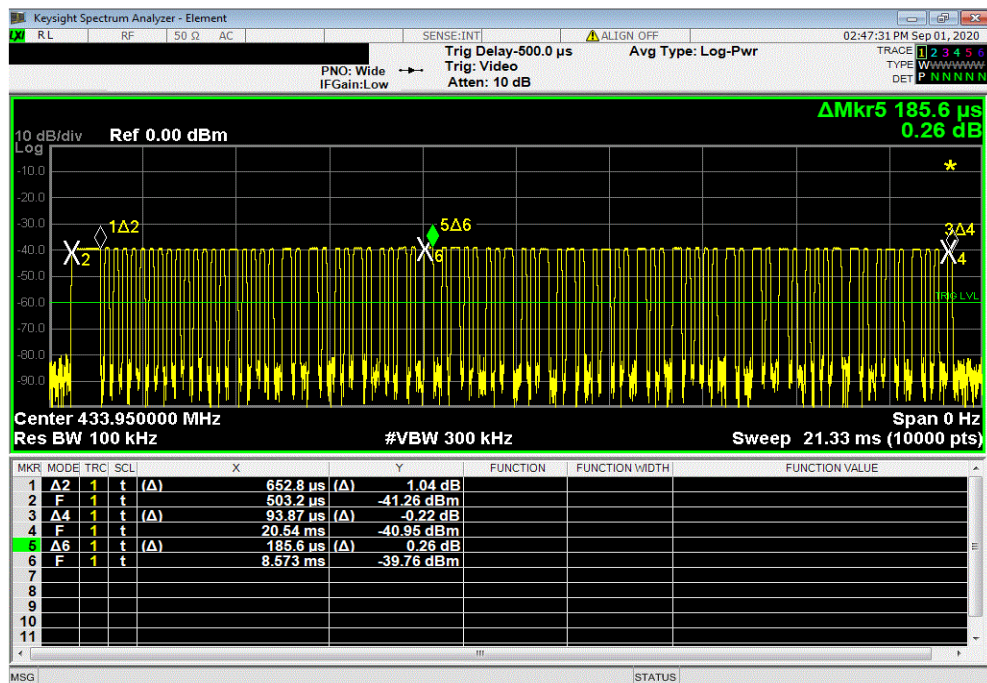 Keysight Spectrum Analyzer - Element
LXI RL RF 50 Ω AC SENSE:INT ALIGN OFF 02:47:31 PM Sep 01, 2020
Trig Delay-500.0 µs Avg Type: Log-Pwr TRACE 1 2 3 4 5 6
PNO: Wide Trig: Video TYPE WWWWWW
IFGain:Low Atten: 10 dB DET P N N N N N
ΔMkr5 185.6 µs
0.26 dB
10 dB/div Ref 0.00 dBm
Log
-10.0
-20.0
-30.0
-40.0
-50.0
-60.0
-70.0
-80.0
-90.0
1Δ2 5Δ6 3Δ4
2 6 4
TRIG LVL
Center 433.950000 MHz Span 0 Hz
Res BW 100 kHz #VBW 300 kHz Sweep 21.33 ms (10000 pts)
MKR MODE TRC SCL X Y FUNCTION FUNCTION WIDTH FUNCTION VALUE
1 Δ2 1 t (Δ) 652.8 µs (Δ) 1.04 dB
2 F 1 t 503.2 µs -41.26 dBm
3 Δ4 1 t (Δ) 93.87 µs (Δ) -0.22 dB
4 F 1 t 20.54 ms -40.95 dBm
5 Δ6 1 t (Δ) 185.6 µs (Δ) 0.26 dB
6 F 1 t 8.573 ms -39.76 dBm
7
8
9
10
11
MSG STATUS